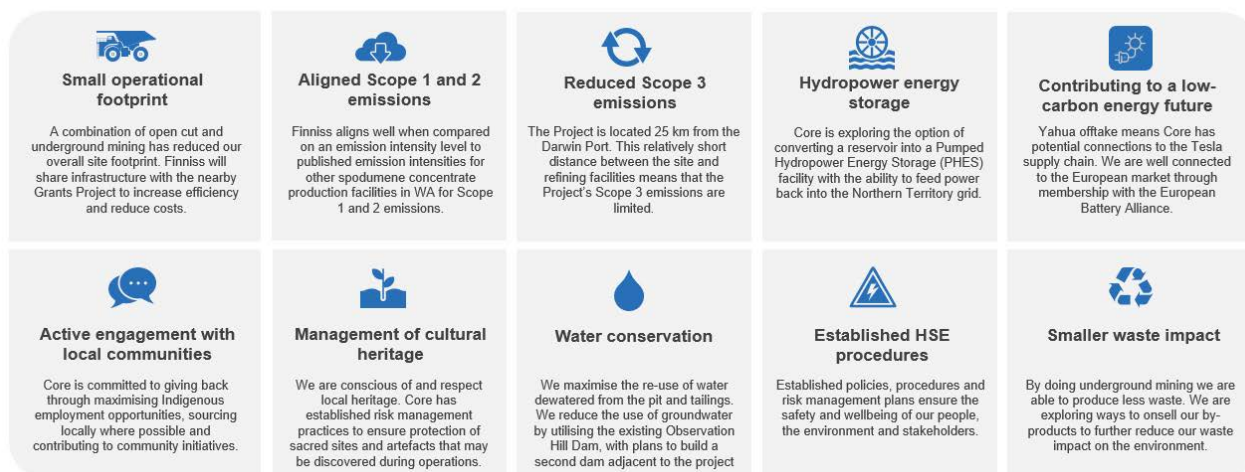 Small operational
footprint
A combination of open cut and
underground mining has reduced our
overall site footprint. Finniss will
share infrastructure with the nearby
Grants Project to increase efficiency
and reduce costs.
Aligned Scope 1 and 2
emissions
Finniss aligns well when compared
on an emission intensity level to
published emission intensities for
other spodumene concentrate
production facilities in WA for Scope
1 and 2 emissions.
Reduced Scope 3
emissions
The Project is located 25 km from the
Darwin Port. This relatively short
distance between the site and
refining facilities means that the
Project's Scope 3 emissions are
limited.
Hydropower energy
storage
Core is exploring the option of
converting a reservoir into a Pumped
Hydropower Energy Storage (PHES)
facility with the ability to feed power
back into the Northern Territory grid.
Contributing to a low-
carbon energy future
Yahua offtake means Core has
potential connections to the Tesla
supply chain. We are well connected
to the European market through
membership with the European
Battery Alliance.
Active engagement with
local communities
Core is committed to giving back
through maximising Indigenous
employment opportunities, sourcing
locally where possible and
contributing to community initiatives.
Management of cultural
heritage
We are conscious of and respect
local heritage. Core has
established risk management
practices to ensure protection of
sacred sites and artefacts that may
be discovered during operations.
Water conservation
We maximise the re-use of water
dewatered from the pit and tailings.
We reduce the use of groundwater
by utilising the existing Observation
Hill Dam, with plans to build a
second dam adjacent to the project
Established HSE
procedures
Established policies, procedures and
risk management plans ensure the
safety and wellbeing of our people,
the environment and stakeholders.
Smaller waste impact
By doing underground mining we are
able to produce less waste. We are
exploring ways to onsell our by-
products to further reduce our waste
impact on the environment.